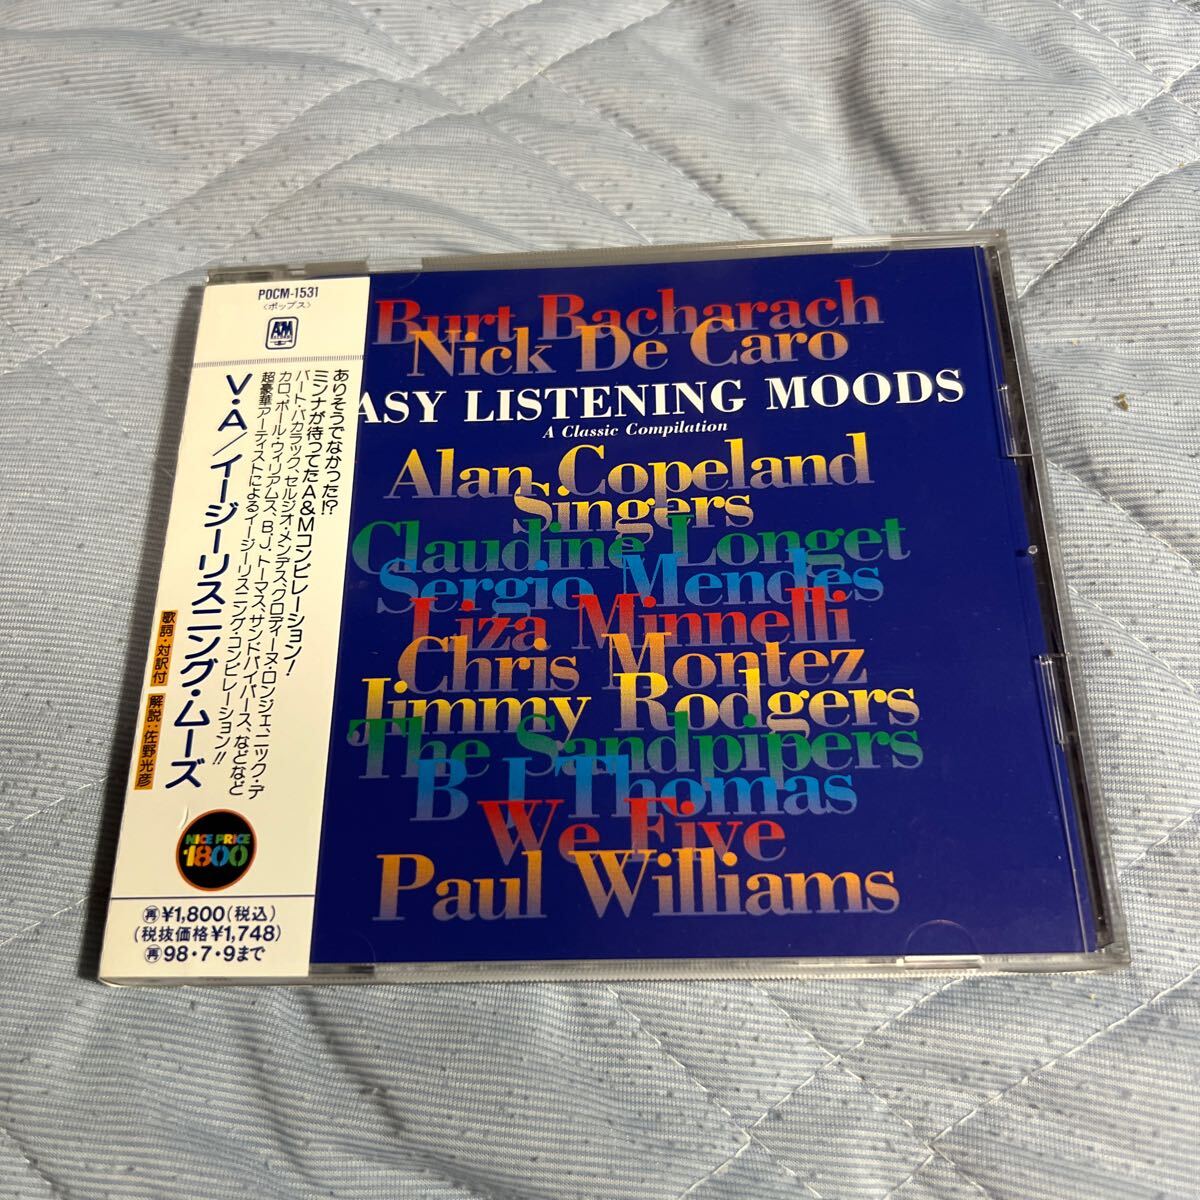 POCM-1531
〈ポップス〉
A&M
RECORDS
ありそうでなかった!?
ミンナが待ってたA&Mコンピレーション!
バート・バカラック、セルジオ・メンデス、クロディーヌ・ロンジェ、ニック・デ
カロ、ポール・ウィリアムス、B.J.トーマス、サンドパイパース、などなど
超豪華アーティストによるイージーリスニング・コンピレーション!!
V・A/イージーリスニング・ムーズ
歌詞・対訳付
解説:佐野光彦
NICE PRICE
¥1800
再¥1,800(税込)
(税抜価格¥1,748)
再98・7・9まで
Burt Bacharach
Nick De Caro
ASY LISTENING MOODS
A Classic Compilation
Alan Copeland
Singers
Claudine Longet
Sergio Mendes
Liza Minnelli
Chris Montez
Jimmy Rodgers
The Sandpipers
B J Thomas
We Five
Paul Williams